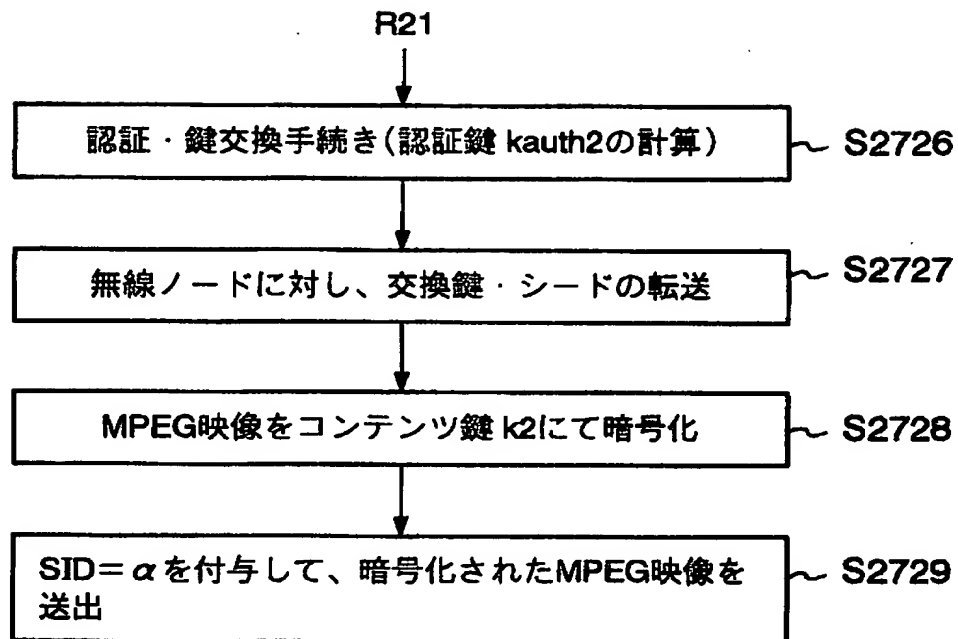 R21
認証・鍵交換手続き(認証鍵 kauth2の計算)
S2726
無線ノードに対し、交換鍵・シードの転送
S2727
MPEG映像をコンテンツ鍵 k2にて暗号化
S2728
SID=αを付与して、暗号化されたMPEG映像を
送出
S2729